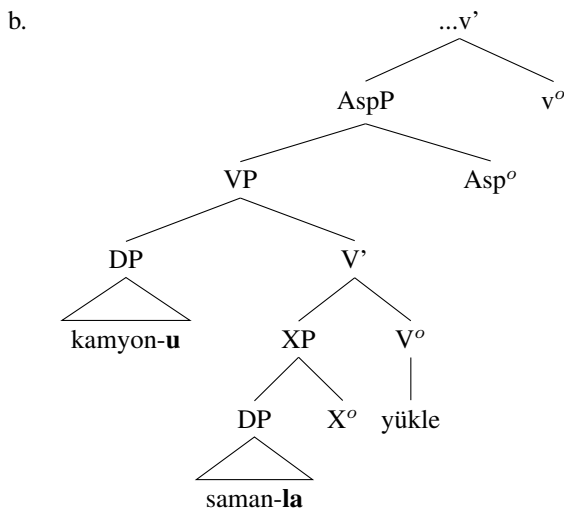 b.
...v'
AspP v°
VP Asp°
DP V'
kamyon-u XP V°
DP X° yükle
saman-la